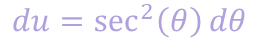 du = sec²(θ) dθ